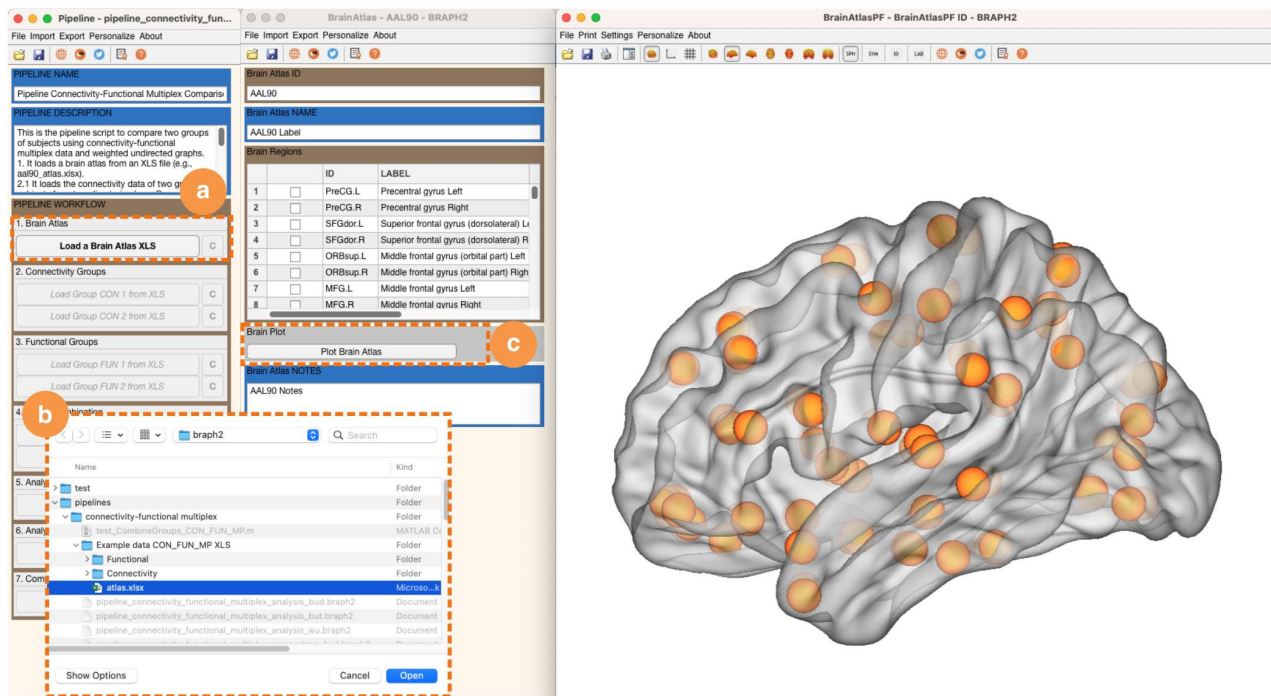 Pipeline - pipeline_connectivity_fun...
File Import Export Personalize About
PIPELINE NAME
Pipeline Connectivity-Functional Multiplex Comparis
PIPELINE DESCRIPTION
This is the pipeline script to compare two groups
of subjects using connectivity-functional
multiplex data and weighted undirected graphs.
1. It loads a brain atlas from an XLS file (e.g.,
aal90_atlas.xlsx).
2.1 It loads the connectivity data of two
a
PIPELINE WORKFLOW
1. Brain Atlas
Load a Brain Atlas XLS
C
2. Connectivity Groups
Load Group CON 1 from XLS
C
Load Group CON 2 from XLS
C
3. Functional Groups
Load Group FUN 1 from XLS
C
Load Group FUN 2 from XLS
C
4.
5. Analy
6. Analy
7. Com
BrainAtlas - AAL90 - BRAPH2
File Import Export Personalize About
Brain Atlas ID
AAL90
Brain Atlas NAME
AAL90 Label
Brain Regions
ID LABEL
1 PreCG.L Precentral gyrus Left
2 PreCG.R Precentral gyrus Right
3 SFGdor.L Superior frontal gyrus (dorsolateral) Le
4 SFGdor.R Superior frontal gyrus (dorsolateral) R
5 ORBsup.L Middle frontal gyrus (orbital part) Left
6 ORBsup.R Middle frontal gyrus (orbital part) Righ
7 MFG.L Middle frontal gyrus Left
8 MFG.R Middle frontal gyrus Right
Brain Plot
Plot Brain Atlas
c
Brain Atlas NOTES
AAL90 Notes
b
braph2
Search
Name Kind
test Folder
pipelines Folder
connectivity-functional multiplex Folder
test_CombineGroups_CON_FUN_MP.m MATLAB Co
Example data CON_FUN_MP XLS Folder
Functional Folder
Connectivity Folder
atlas.xlsx Microso...k
pipeline_connectivity_functional_multiplex_analysis_bud.braph2 Document
pipeline_connectivity_functional_multiplex_analysis_but.braph2 Document
pipeline_connectivity_functional_multiplex_analysis_wu.braph2 Document
Show Options
Cancel
Open
BrainAtlasPF - BrainAtlasPF ID - BRAPH2
File Print Settings Personalize About
SPH SYM ID LAB